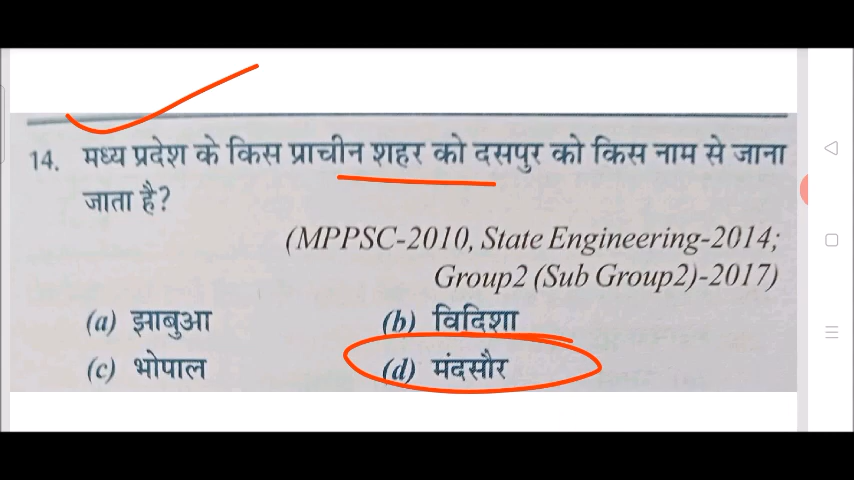 14. मध्य प्रदेश के किस प्राचीन शहर को दसपुर को किस नाम से जाना
जाता है?
(MPPSC-2010, State Engineering-2014;
Group2 (Sub Group2)-2017)
(a) झाबुआ (b) विदिशा
(c) भोपाल (d) मंदसौर